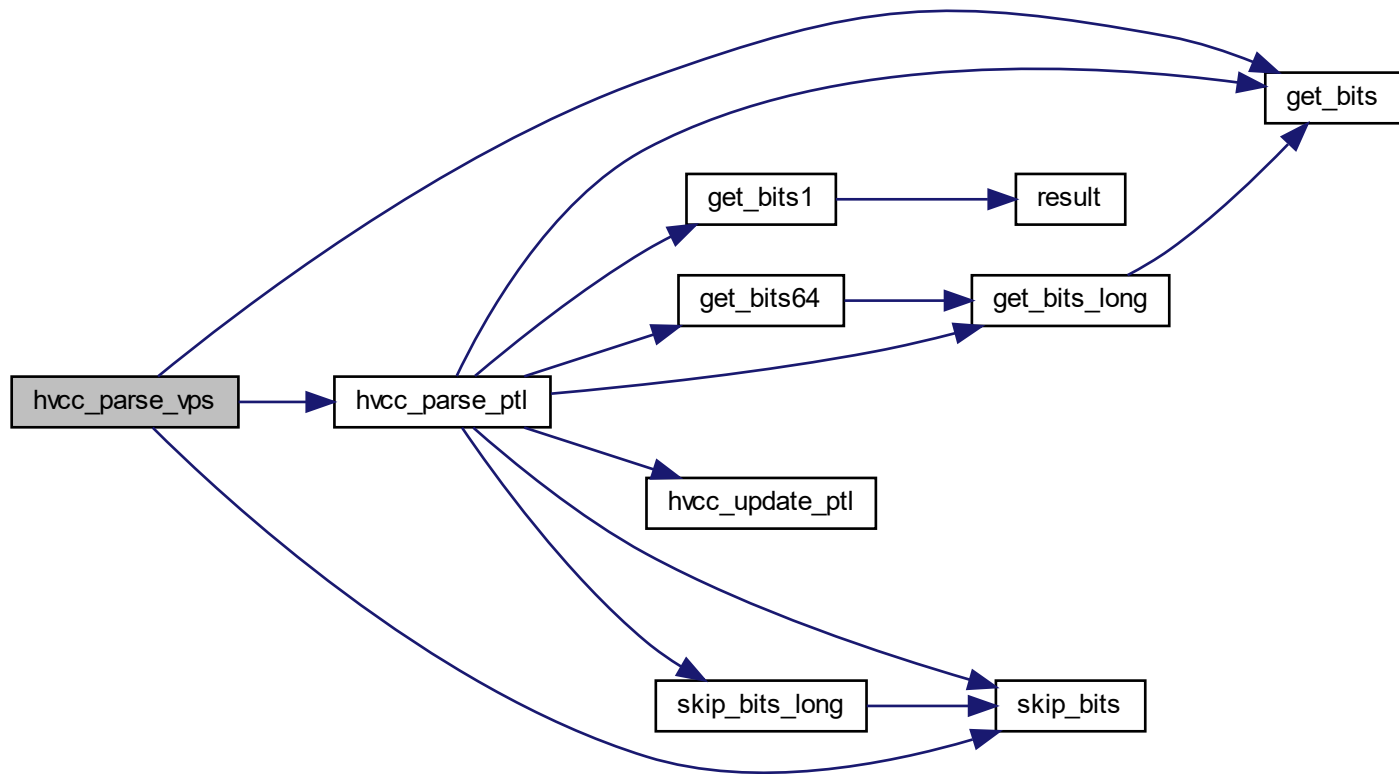 get_bits
get_bits1
result
get_bits64
get_bits_long
hvcc_parse_vps
hvcc_parse_ptl
hvcc_update_ptl
skip_bits_long
skip_bits